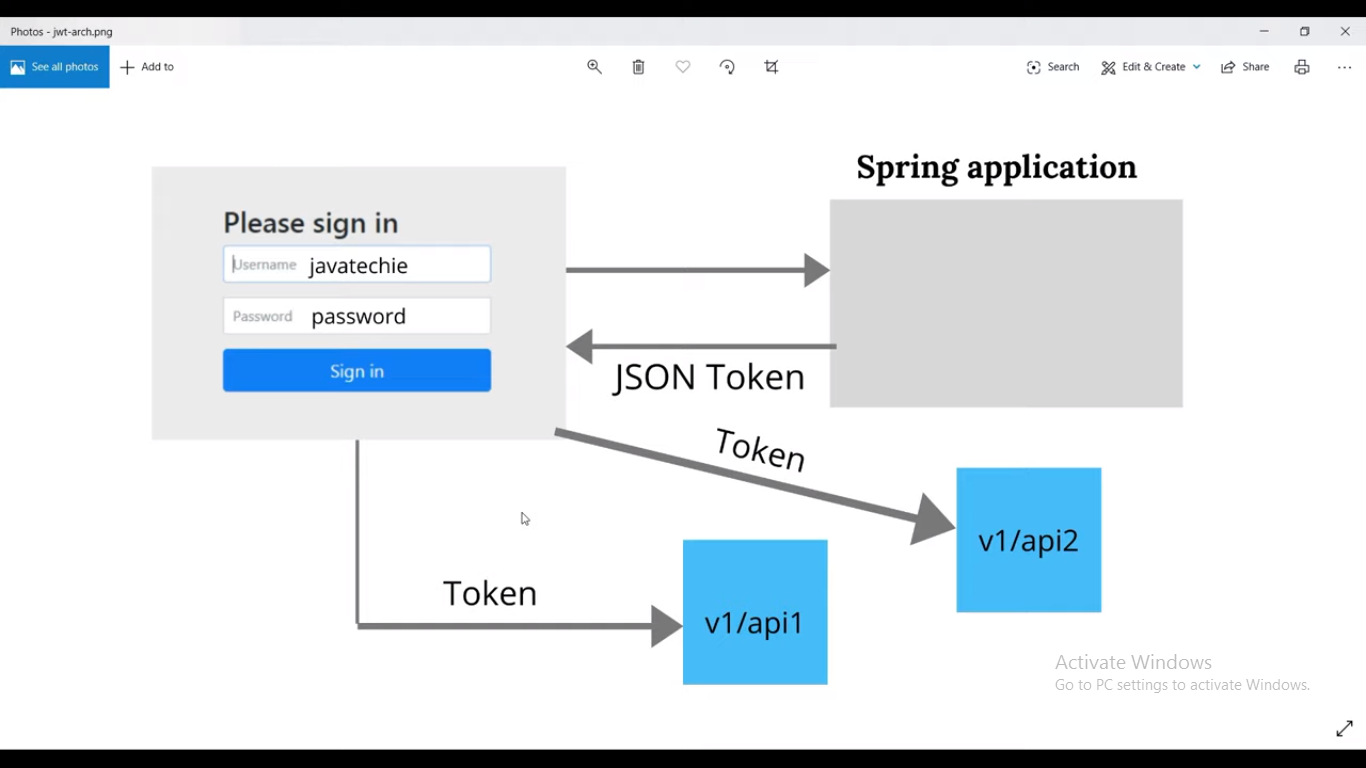 Photos - jwt-arch.png
See all photos
Add to
Search
Edit & Create
Share
Spring application
Please sign in
Username javatechie
Password password
Sign in
JSON Token
Token
v1/api2
Token
v1/api1
Activate Windows
Go to PC settings to activate Windows.